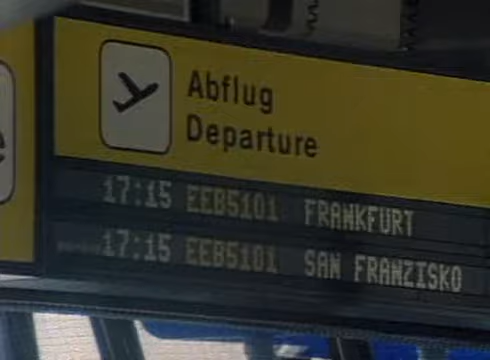 Abflug
Departure
17:15 EEB5101 FRANKFURT
17:15 EEB5101 SAN FRANZISKO